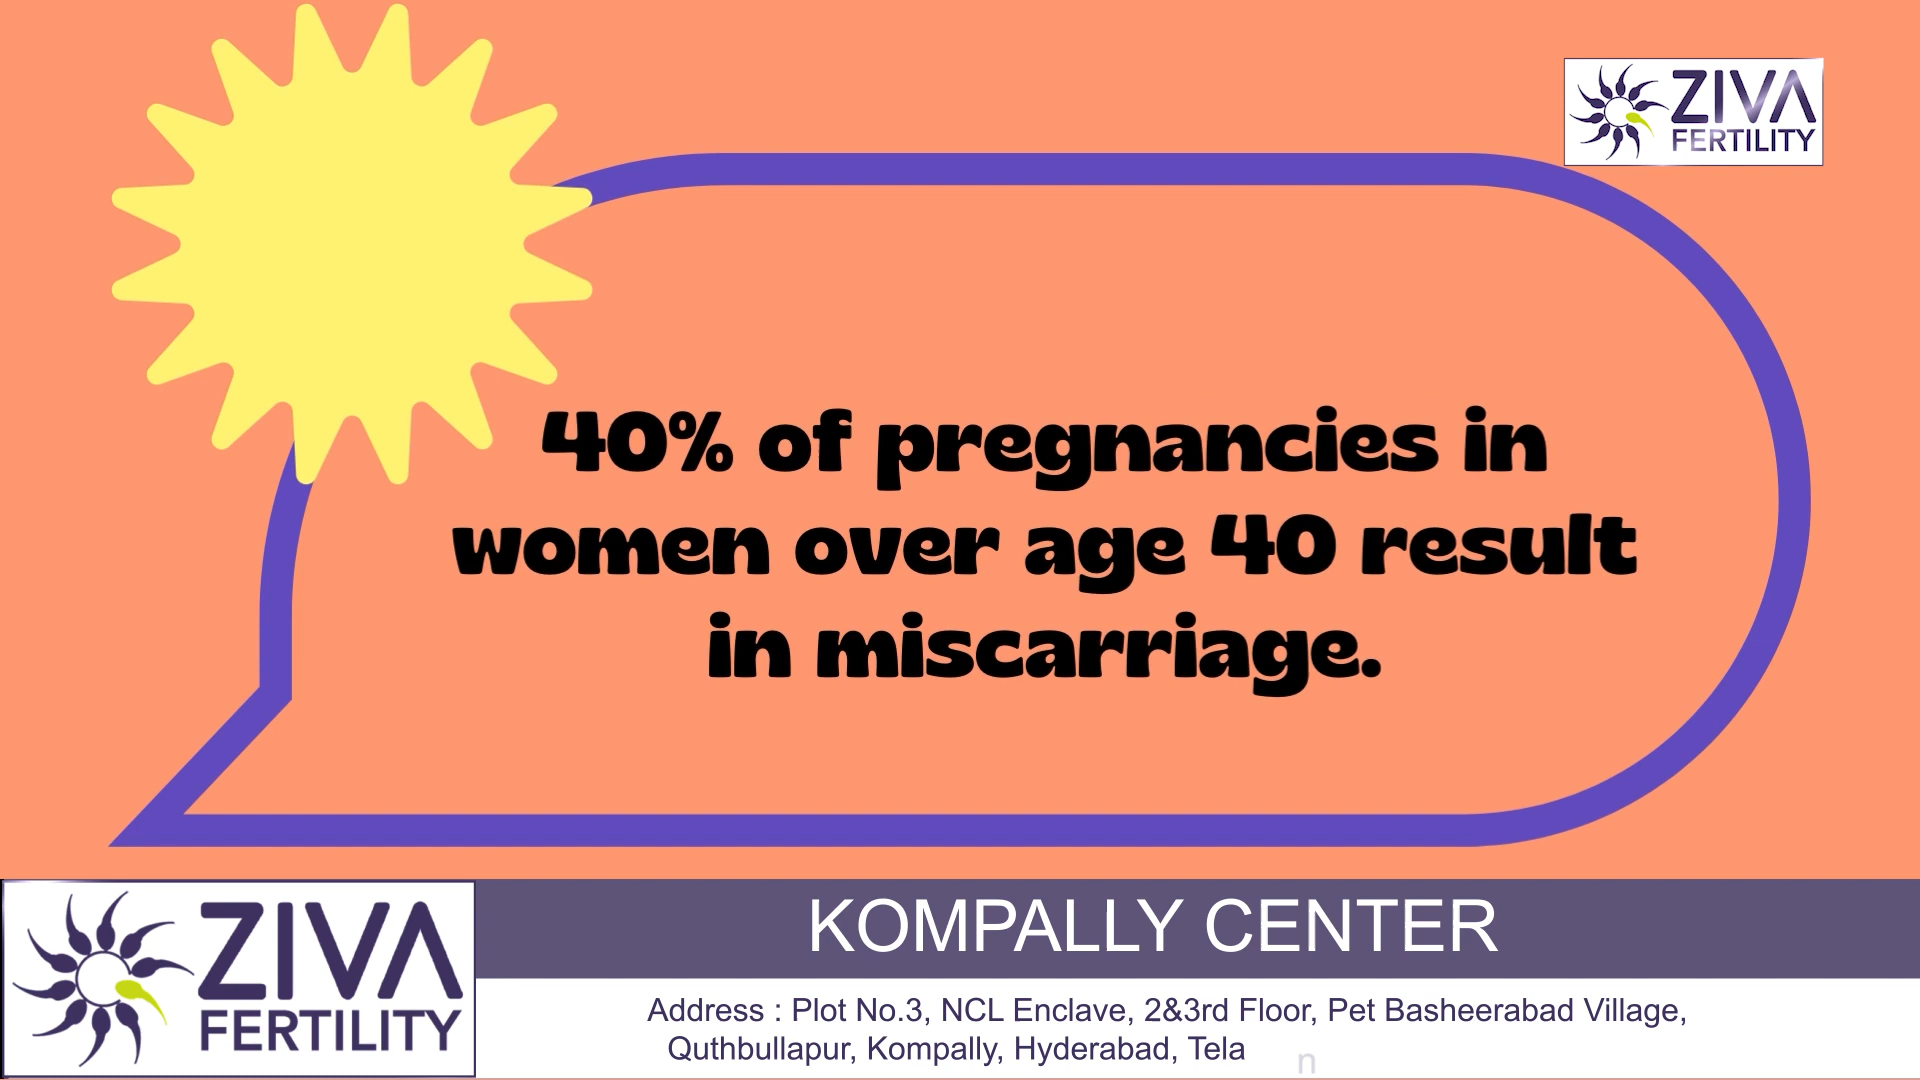 ZIVA
FERTILITY
40% of pregnancies in
women over age 40 result
in miscarriage.
ZIVA
FERTILITY
KOMPALLY CENTER
Address : Plot No.3, NCL Enclave, 2&3rd Floor, Pet Basheerabad Village,
Quthbullapur, Kompally, Hyderabad, Tela n